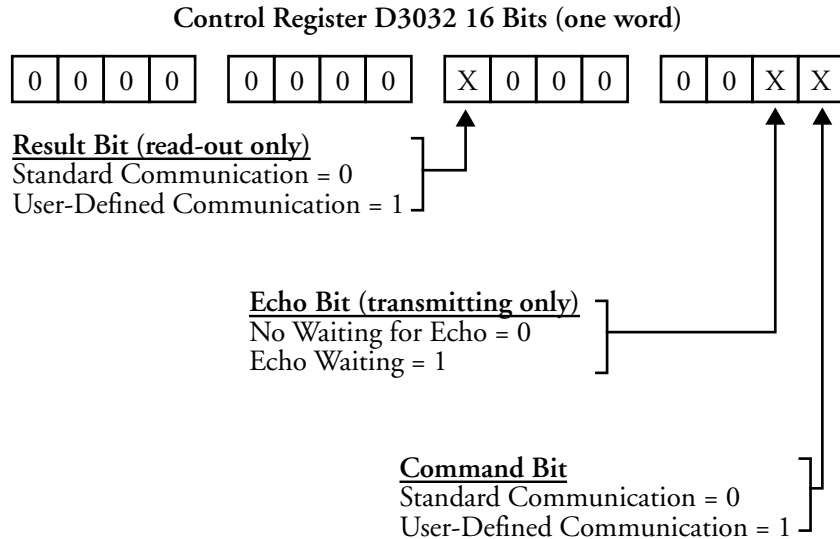 Control Register D3032 16 Bits (one word)
0 0 0 0 0 0 0 0 X 0 0 0 0 0 X X
Result Bit (read-out only)
Standard Communication = 0
User-Defined Communication = 1
Echo Bit (transmitting only)
No Waiting for Echo = 0
Echo Waiting = 1
Command Bit
Standard Communication = 0
User-Defined Communication = 1